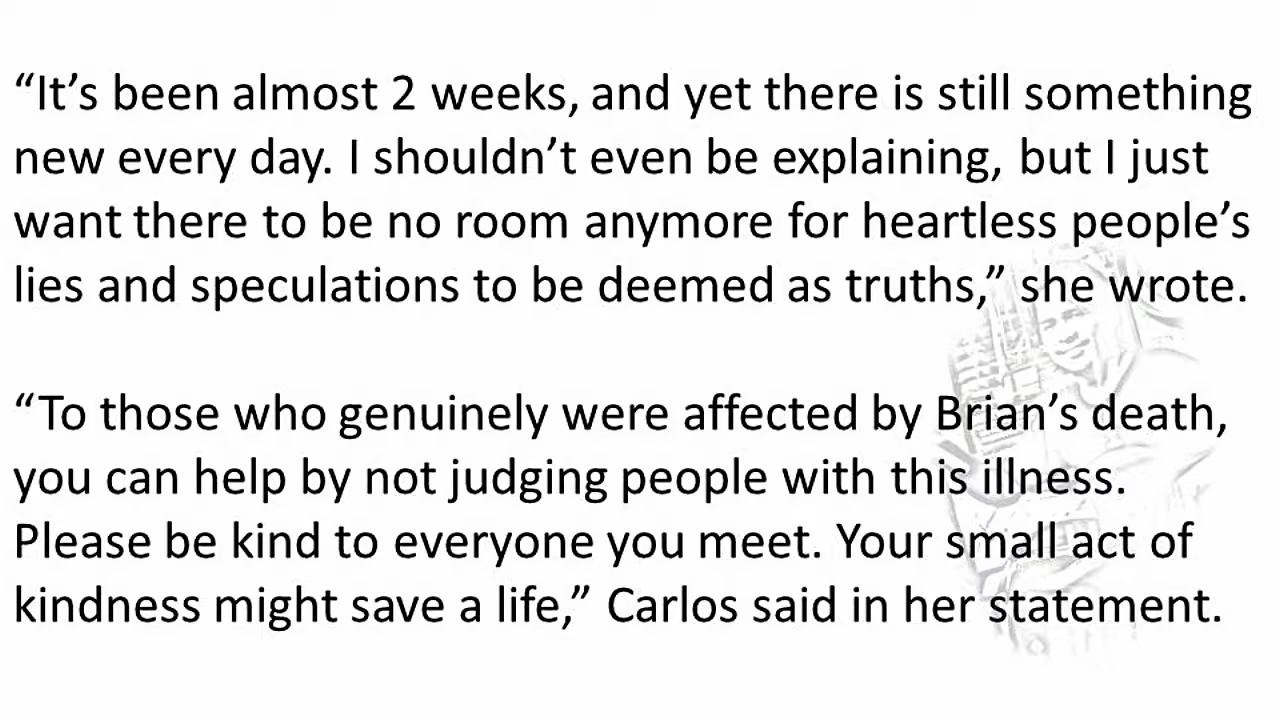 “It’s been almost 2 weeks, and yet there is still something
new every day. I shouldn’t even be explaining, but I just
want there to be no room anymore for heartless people’s
lies and speculations to be deemed as truths,” she wrote.
“To those who genuinely were affected by Brian’s death,
you can help by not judging people with this illness.
Please be kind to everyone you meet. Your small act of
kindness might save a life,” Carlos said in her statement.